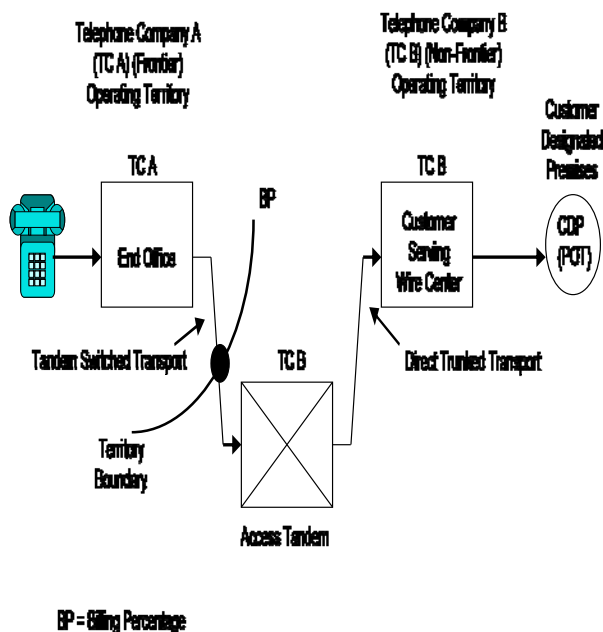 Telephone Company A
(TC A) (Frontier)
Operating Territory
Telephone Company B
(TC B) (Non-Frontier)
Operating Territory
Customer
Designated
Premises
TC A
TC B
BP
End Office
Customer
Serving
Wire Center
CDP
(POT)
Tandem Switched Transport
TC B
Direct Trunked Transport
Territory
Boundary
Access Tandem
BP = Billing Percentage